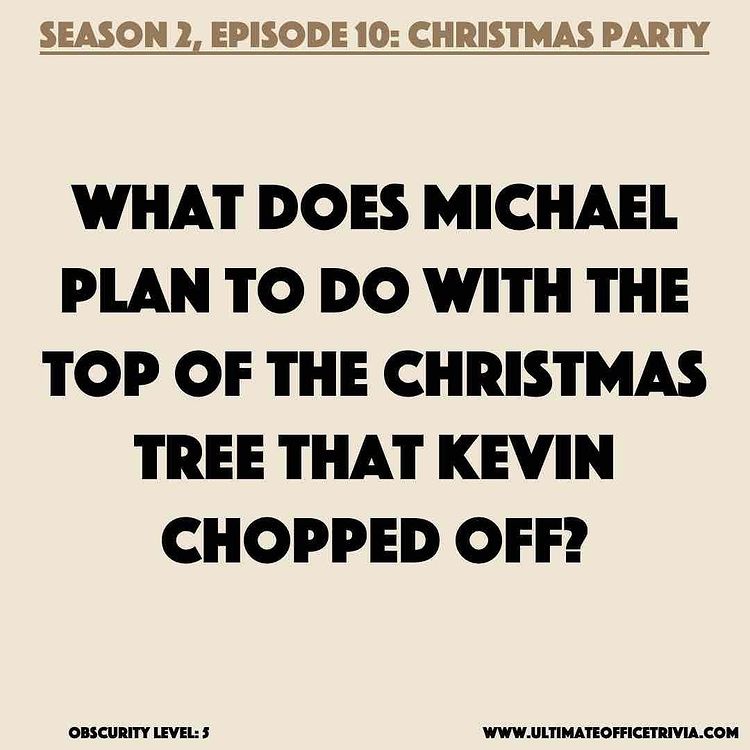 SEASON 2, EPISODE 10: CHRISTMAS PARTY
WHAT DOES MICHAEL
PLAN TO DO WITH THE
TOP OF THE CHRISTMAS
TREE THAT KEVIN
CHOPPED OFF?
OBSCURITY LEVEL: 5
WWW.ULTIMATEOFFICETRIVIA.COM